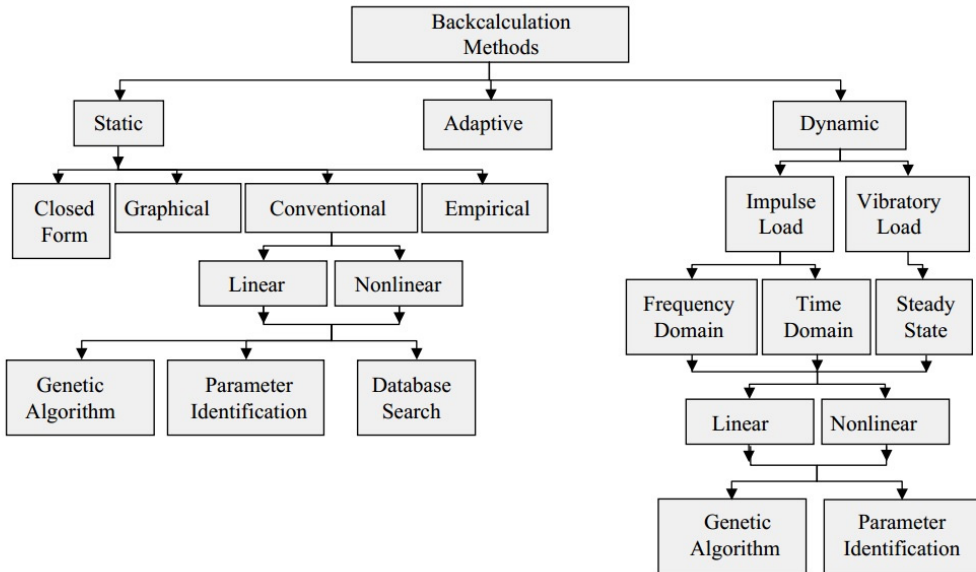 Backcalculation
Methods
Static
Adaptive
Dynamic
Closed
Form
Graphical
Conventional
Empirical
Impulse
Load
Vibratory
Load
Linear
Nonlinear
Frequency
Domain
Time
Domain
Steady
State
Genetic
Algorithm
Parameter
Identification
Database
Search
Linear
Nonlinear
Genetic
Algorithm
Parameter
Identification